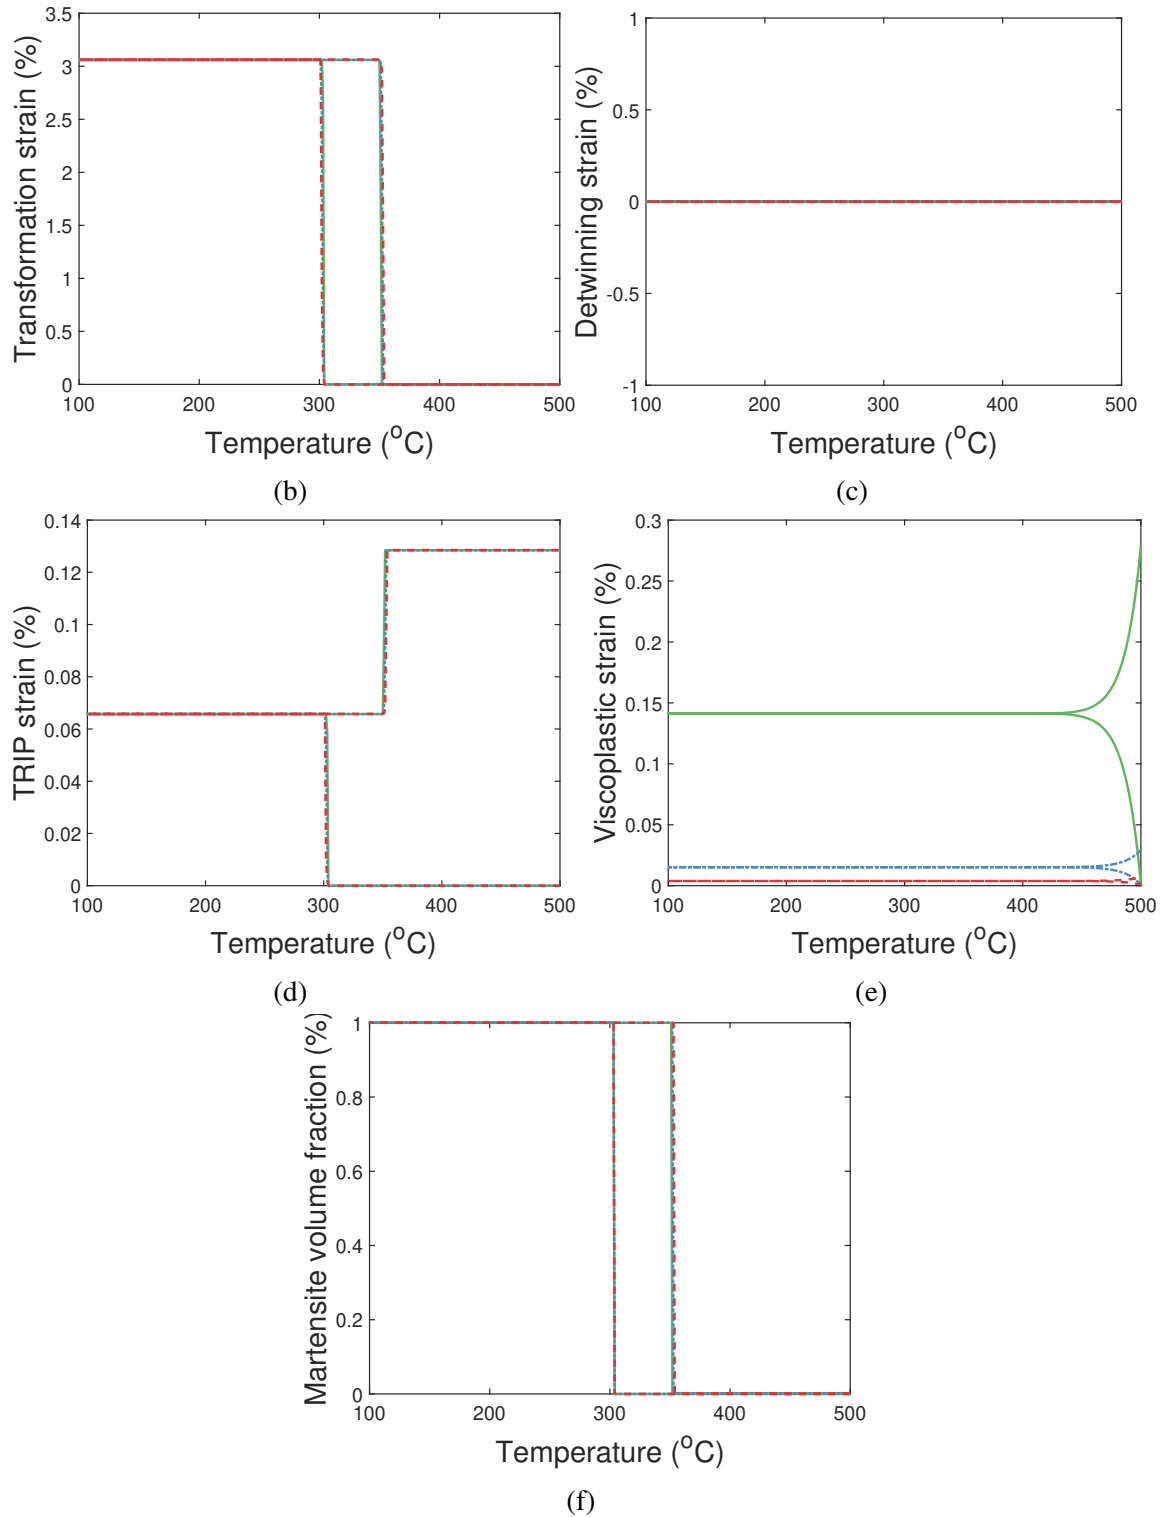 3.5
3
2.5
2
1.5
1
0.5
0
Transformation strain (%)
100 200 300 400 500
Temperature (°C)
(b)
1
0.5
0
-0.5
-1
Detwinning strain (%)
100 200 300 400 500
Temperature (°C)
(c)
0.14
0.12
0.1
0.08
0.06
0.04
0.02
0
TRIP strain (%)
100 200 300 400 500
Temperature (°C)
(d)
0.3
0.25
0.2
0.15
0.1
0.05
0
Viscoplastic strain (%)
100 200 300 400 500
Temperature (°C)
(e)
1
0.8
0.6
0.4
0.2
0
Martensite volume fraction (%)
100 200 300 400 500
Temperature (°C)
(f)